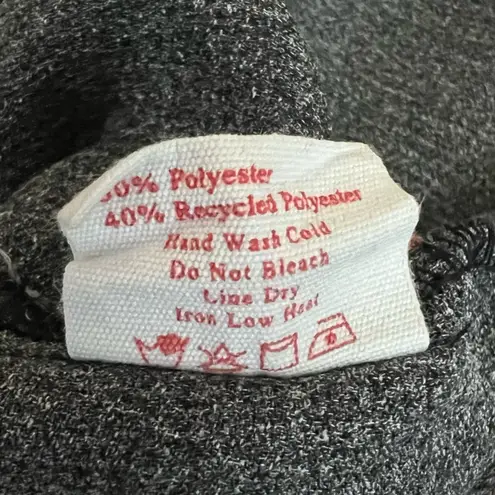 0% Polyester
40% Recycled Polyester
Hand Wash Cold
Do Not Bleach
Line Dry
Iron Low Heat